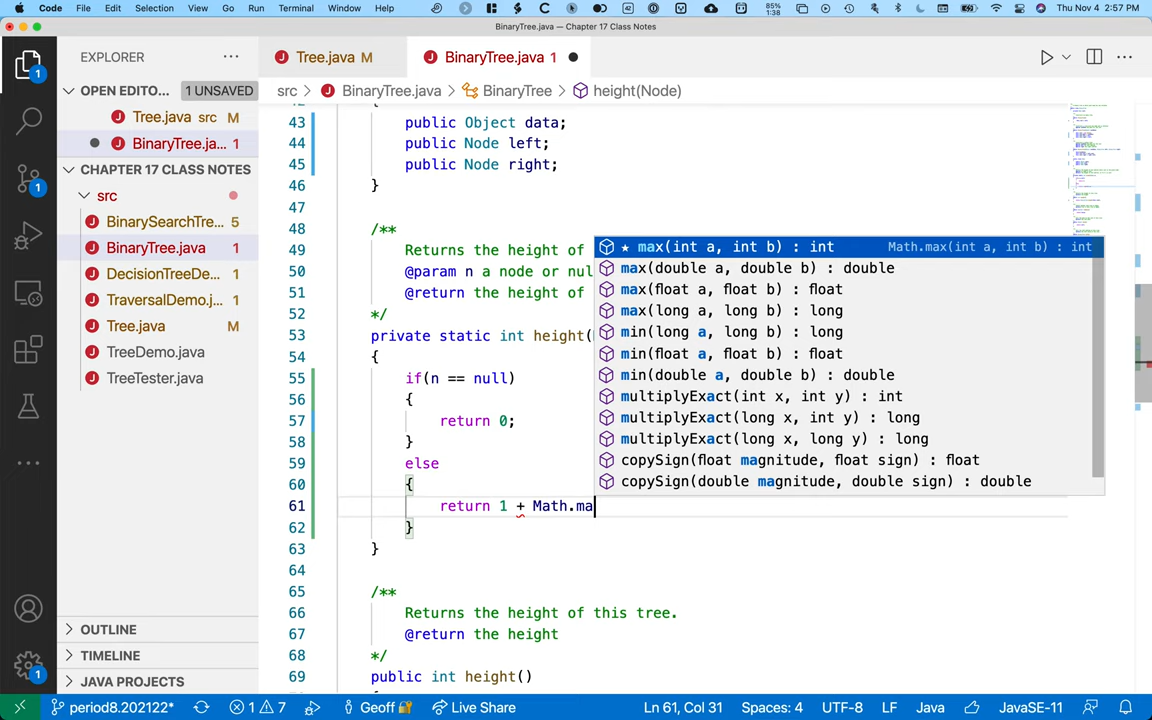 Code File Edit Selection View Go Run Terminal Window Help 85% 1:38 Thu Nov 4 2:57 PM
BinaryTree.java — Chapter 17 Class Notes
EXPLORER
Tree.java M
BinaryTree.java 1
OPEN EDITO... 1 UNSAVED
src > BinaryTree.java > BinaryTree > height(Node)
Tree.java src M
BinaryTree.ja... 1
CHAPTER 17 CLASS NOTES
src
BinarySearchTre... 5
BinaryTree.java 1
DecisionTreeDe... 1
TraversalDemo.j... 1
Tree.java M
TreeDemo.java
TreeTester.java
OUTLINE
TIMELINE
JAVA PROJECTS
43 public Object data;
44 public Node left;
45 public Node right;
46 }
47
48 /**
49 Returns the height of
50 @param n a node or nul
51 @return the height of
52 */
53 private static int height(
54 {
55 if(n == null)
56 {
57 return 0;
58 }
59 else
60 {
61 return 1 + Math.ma
62 }
63 }
64
65 /**
66 Returns the height of this tree.
67 @return the height
68 */
69 public int height()
max(int a, int b) : int Math.max(int a, int b) : int
max(double a, double b) : double
max(float a, float b) : float
max(long a, long b) : long
min(long a, long b) : long
min(float a, float b) : float
min(double a, double b) : double
multiplyExact(int x, int y) : int
multiplyExact(long x, int y) : long
multiplyExact(long x, long y) : long
copySign(float magnitude, float sign) : float
copySign(double magnitude, double sign) : double
period8.202122* 1 7 Geoff Live Share Ln 61, Col 31 Spaces: 4 UTF-8 LF Java JavaSE-11